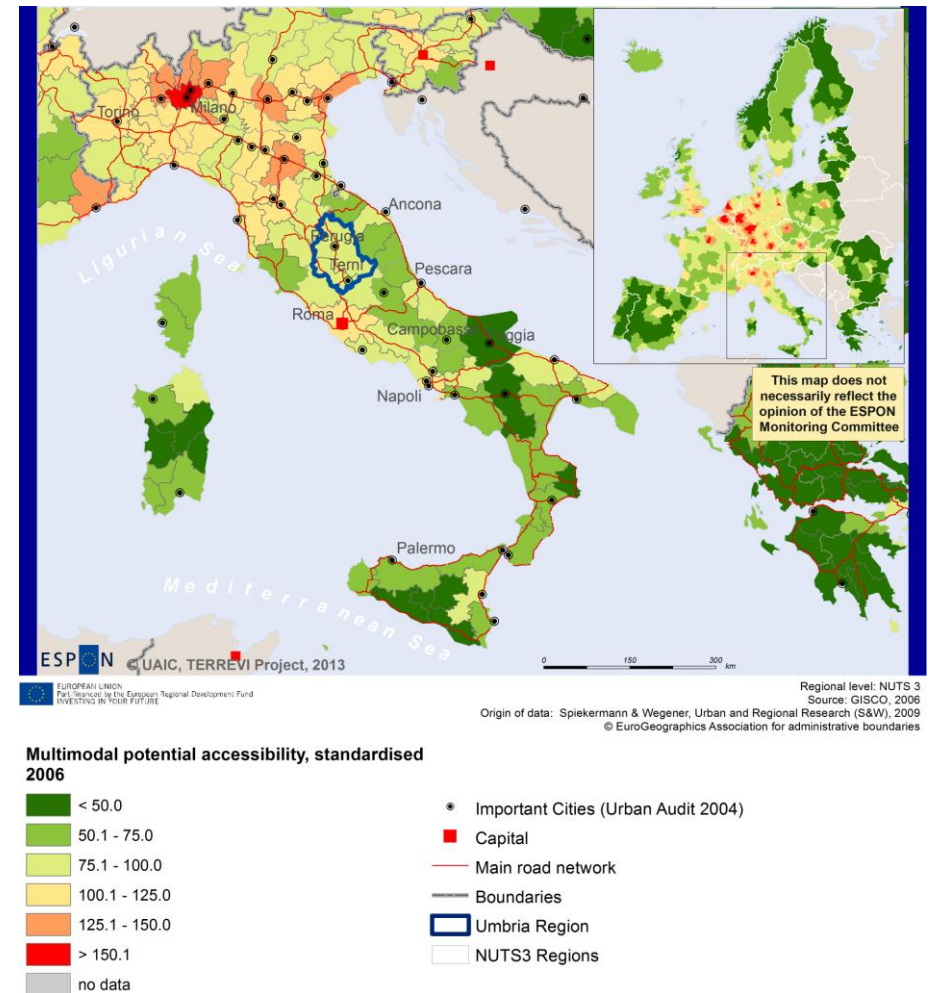 Torino
Milano
Ligurian Sea
Ancona
Perugia
Terni
Pescara
Roma
Campobass
ggia
Napoli
Palermo
Mediterranean Sea
This map does not
necessarily reflect the
opinion of the ESPON
Monitoring Committee
ESPON
© UAIC, TERREVI Project, 2013
0 150 300 km
EUROPEAN UNION
Part-financed by the European Regional Development Fund
INVESTING IN YOUR FUTURE
Regional level: NUTS 3
Source: GISCO, 2006
Origin of data: Spiekermann & Wegener, Urban and Regional Research (S&W), 2009
© EuroGeographics Association for administrative boundaries
Multimodal potential accessibility, standardised
2006
< 50.0
50.1 - 75.0
75.1 - 100.0
100.1 - 125.0
125.1 - 150.0
> 150.1
no data
Important Cities (Urban Audit 2004)
Capital
Main road network
Boundaries
Umbria Region
NUTS3 Regions